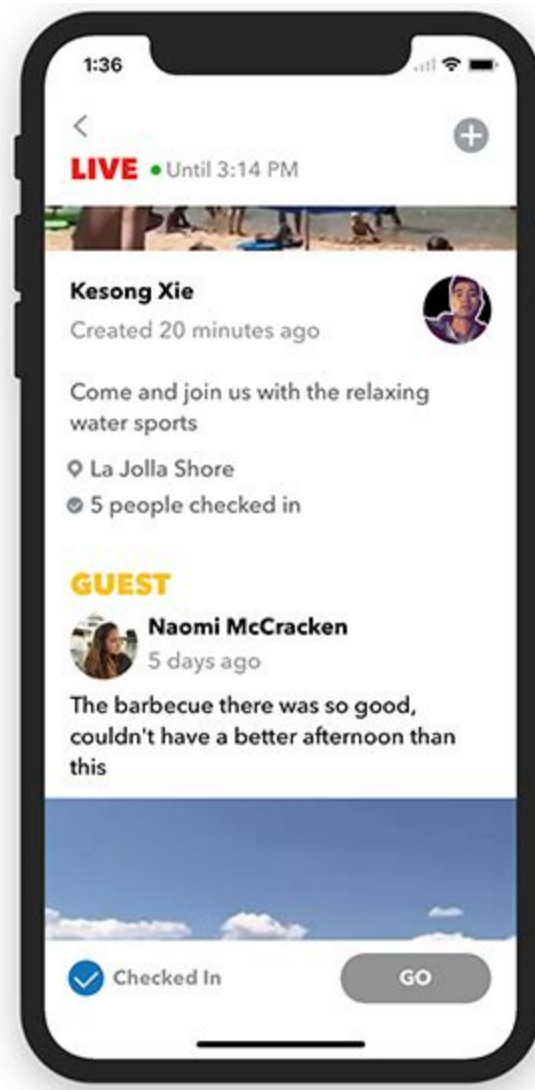 1:36
LIVE • Until 3:14 PM
Kesong Xie
Created 20 minutes ago
Come and join us with the relaxing
water sports
La Jolla Shore
5 people checked in
GUEST
Naomi McCracken
5 days ago
The barbecue there was so good,
couldn't have a better afternoon than
this
Checked In
GO